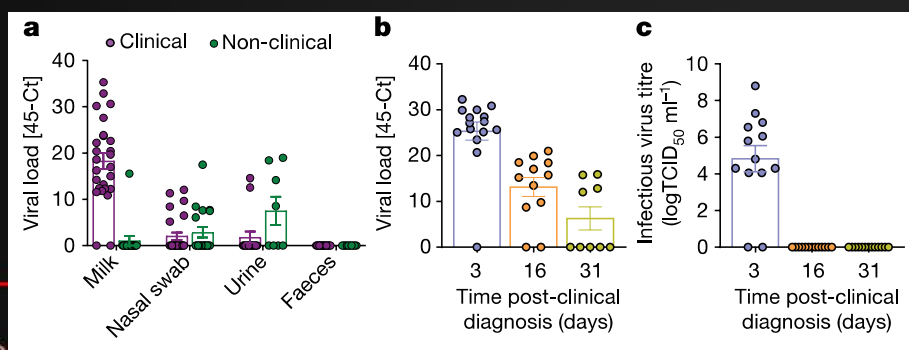 a
Clinical Non-clinical
Viral load [45-Ct]
40
30
20
10
0
Milk
Nasal swab
Urine
Faeces
b
Viral load [45-Ct]
40
30
20
10
0
3 16 31
Time post-clinical
diagnosis (days)
c
Infectious virus titre
(logTCID₅₀ ml⁻¹)
10
8
6
4
2
0
3 16 31
Time post-clinical
diagnosis (days)